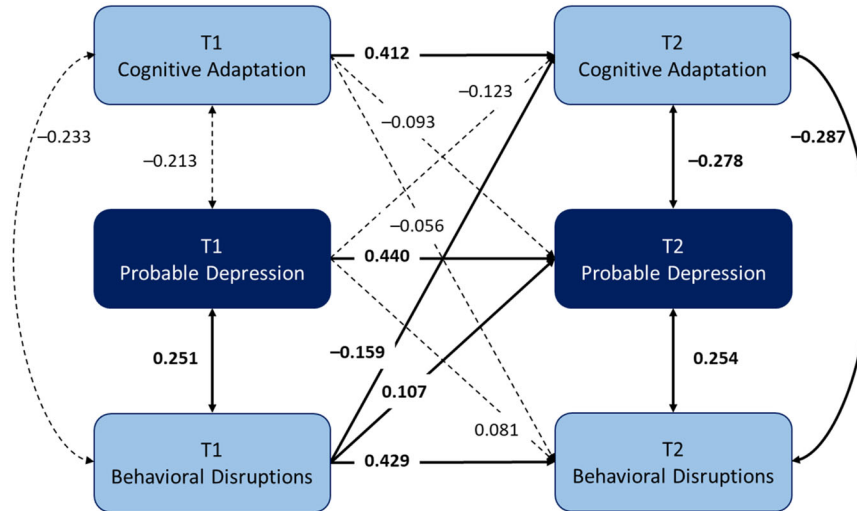 T1
Cognitive Adaptation
0.412
T2
Cognitive Adaptation
−0.123
−0.093
−0.233
−0.213
−0.278
−0.287
−0.056
T1
Probable Depression
0.440
T2
Probable Depression
0.251
−0.159
0.254
0.107
0.081
T1
Behavioral Disruptions
0.429
T2
Behavioral Disruptions